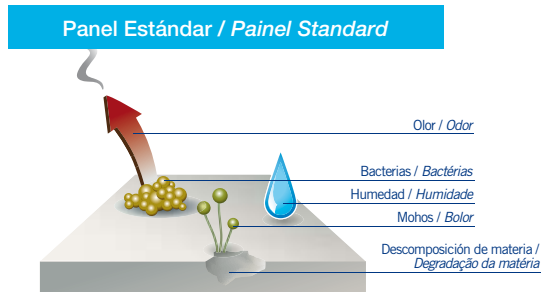 Panel Estándar / Painel Standard
Olor / Odor
Bacterias / Bactérias
Humedad / Humidade
Mohos / Bolor
Descomposición de materia /
Degradação da matéria